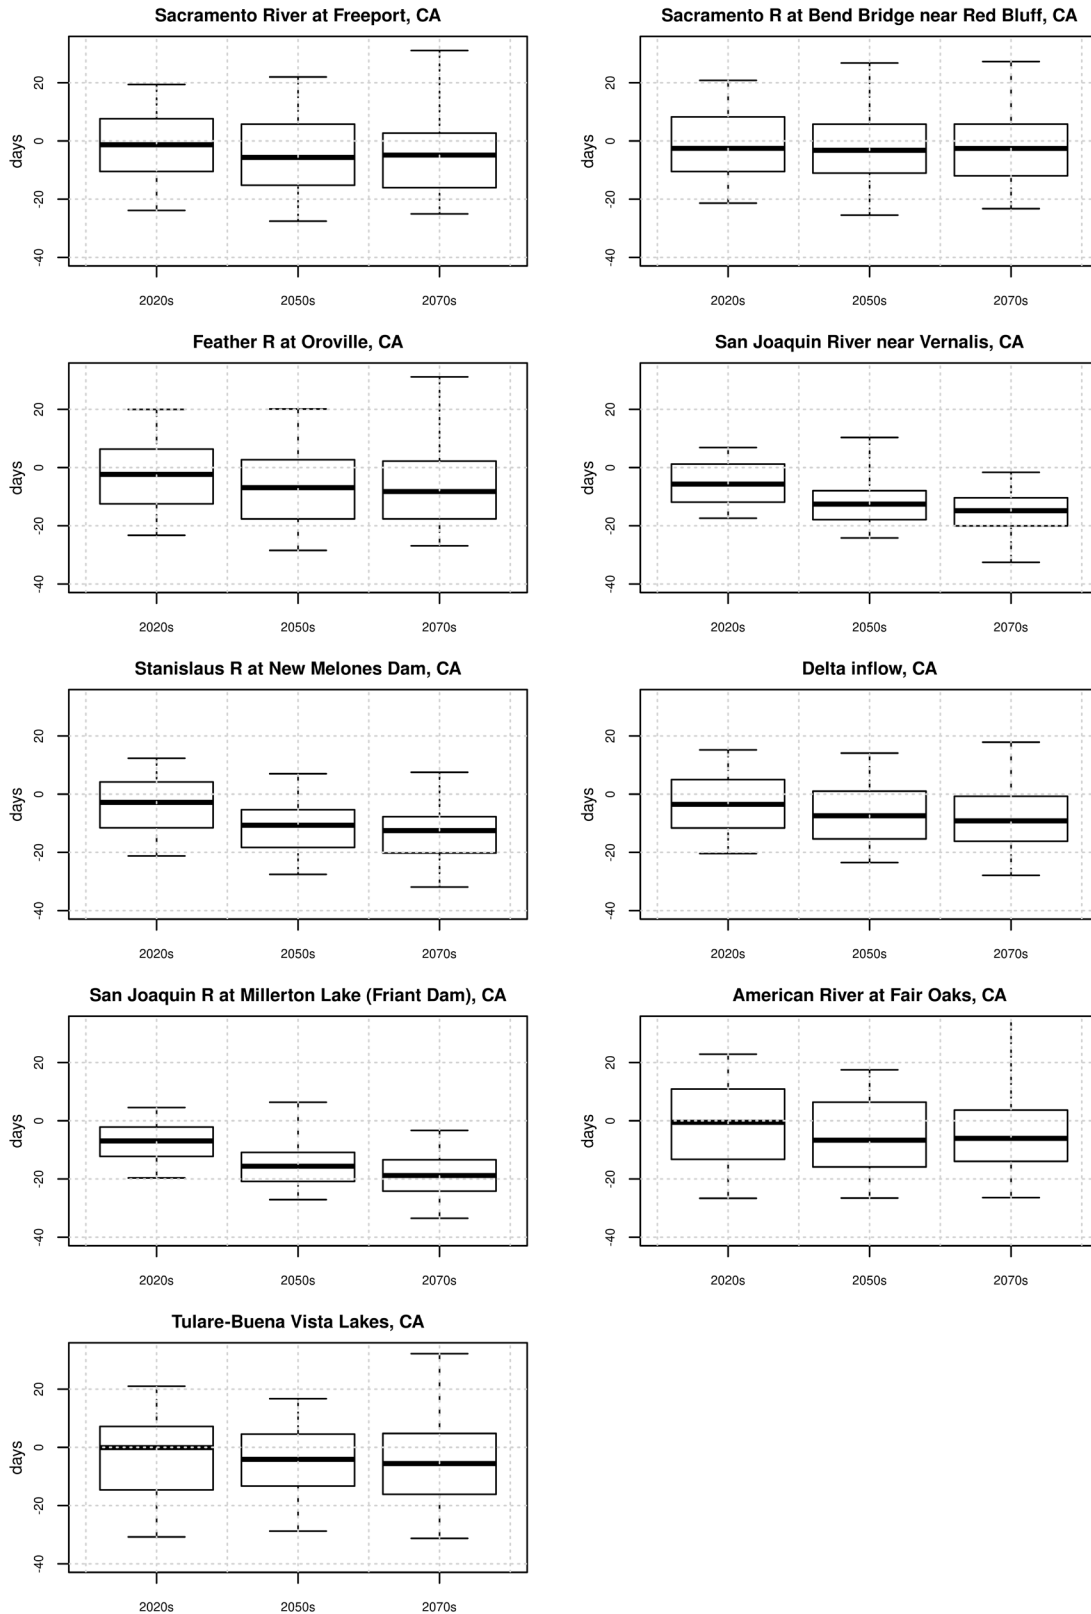 Sacramento River at Freeport, CA
days
20
0
-20
-40
2020s 2050s 2070s
Sacramento R at Bend Bridge near Red Bluff, CA
days
20
0
-20
-40
2020s 2050s 2070s
Feather R at Oroville, CA
days
20
0
-20
-40
2020s 2050s 2070s
San Joaquin River near Vernalis, CA
days
20
0
-20
-40
2020s 2050s 2070s
Stanislaus R at New Melones Dam, CA
days
20
0
-20
-40
2020s 2050s 2070s
Delta inflow, CA
days
20
0
-20
-40
2020s 2050s 2070s
San Joaquin R at Millerton Lake (Friant Dam), CA
days
20
0
-20
-40
2020s 2050s 2070s
American River at Fair Oaks, CA
days
20
0
-20
-40
2020s 2050s 2070s
Tulare-Buena Vista Lakes, CA
days
20
0
-20
-40
2020s 2050s 2070s